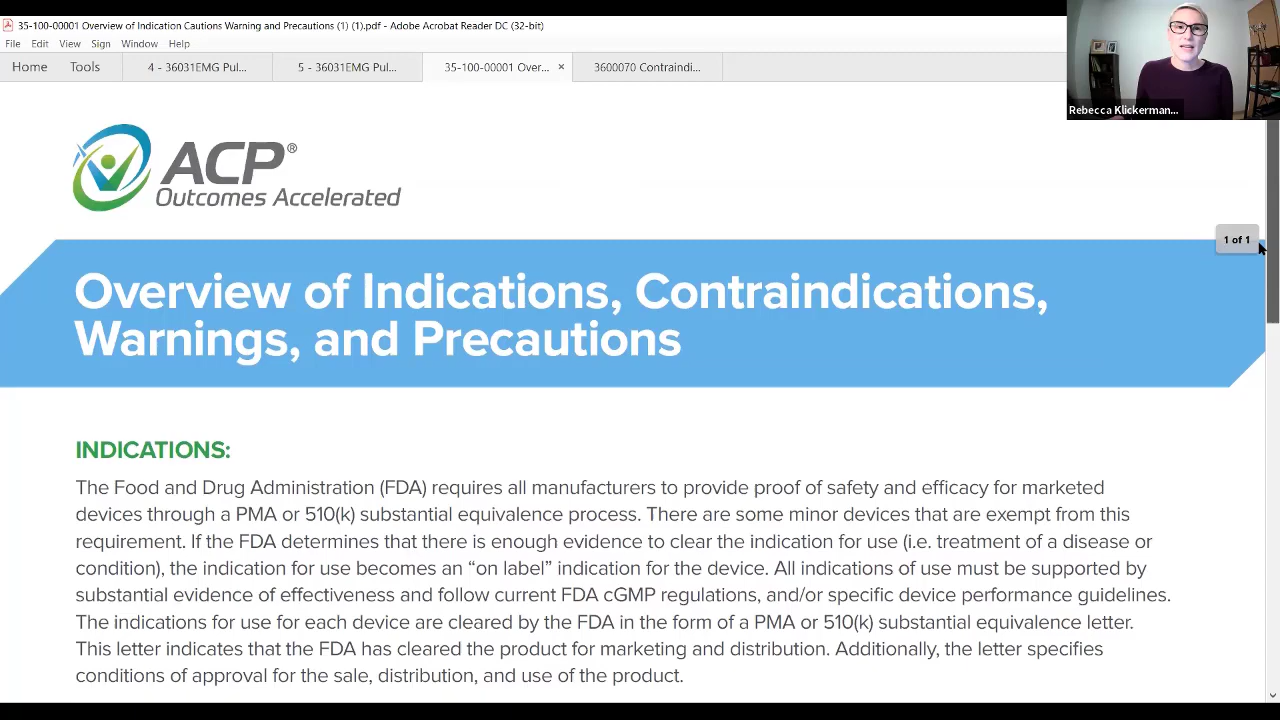 35-100-00001 Overview of Indication Cautions Warning and Precautions (1) (1).pdf - Adobe Acrobat Reader DC (32-bit)
File Edit View Sign Window Help
Home Tools 4 - 36031EMG Pul... 5 - 36031EMG Pul... 35-100-00001 Over... × 3600070 Contraindi...
Rebecca Klickerman...
ACP®
Outcomes Accelerated
1 of 1
Overview of Indications, Contraindications,
Warnings, and Precautions
INDICATIONS:
The Food and Drug Administration (FDA) requires all manufacturers to provide proof of safety and efficacy for marketed
devices through a PMA or 510(k) substantial equivalence process. There are some minor devices that are exempt from this
requirement. If the FDA determines that there is enough evidence to clear the indication for use (i.e. treatment of a disease or
condition), the indication for use becomes an “on label” indication for the device. All indications of use must be supported by
substantial evidence of effectiveness and follow current FDA cGMP regulations, and/or specific device performance guidelines.
The indications for use for each device are cleared by the FDA in the form of a PMA or 510(k) substantial equivalence letter.
This letter indicates that the FDA has cleared the product for marketing and distribution. Additionally, the letter specifies
conditions of approval for the sale, distribution, and use of the product.